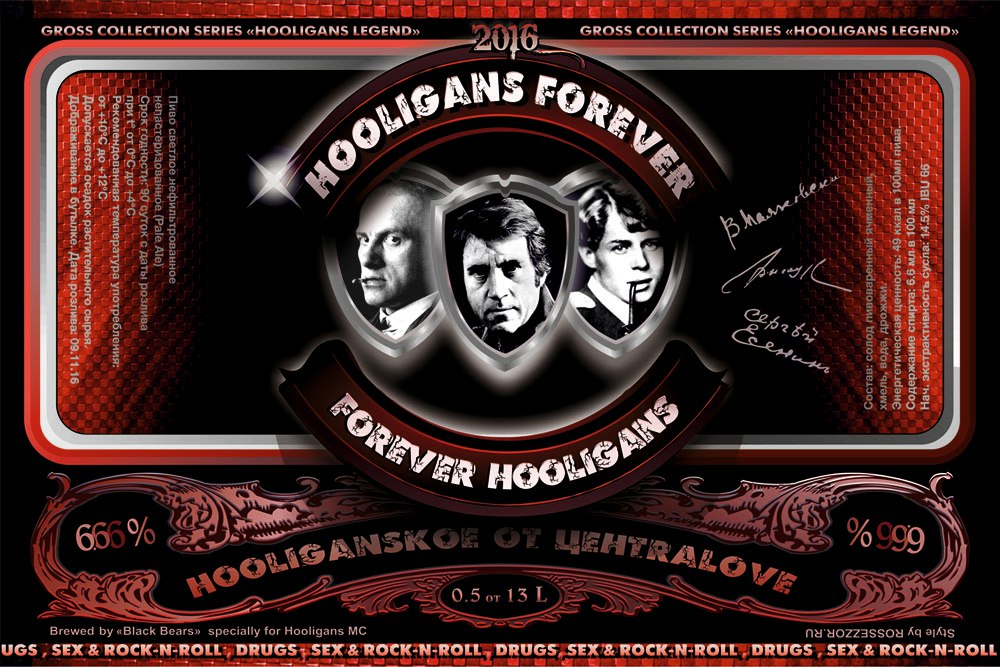 GROSS COLLECTION SERIES «HOOLIGANS LEGEND»
2016
GROSS COLLECTION SERIES «HOOLIGANS LEGEND»
HOOLIGANS FOREVER
Пиво светлое нефильтрованное
непастеризованное (Pale Ale)
Срок годности: 90 суток с даты розлива
при t° от 0°С до +4°С
Рекомендованная температура употребления:
от +10°С до +12°С
Допускается осадок растительного сырья.
Дображивание в бутылке. Дата розлива: 09.11.16
В Маяковский
Сергей
Есенин
Состав: солод пивоваренный ячменный,
хмель, вода, дрожжи.
Энергетическая ценность: 49 ккал в 100мл пива.
Содержание спирта: 6.6 мл в 100 мл
Нач. экстрактивность сусла: 14.5% IBU 66
FOREVER HOOLIGANS
6.66 %
% 99.9
HOOLIGANSКОЕ ОТ ЦЕНТRALOVE
0.5 от 13 L
Brewed by «Black Bears» specially for Hooligans MC
Style by ROSSEZZOR.RU
UGS , SEX & ROCK-N-ROLL , DRUGS , SEX & ROCK-N-ROLL , DRUGS , SEX & ROCK-N-ROLL , DRUGS , SEX & ROCK-N-ROLL